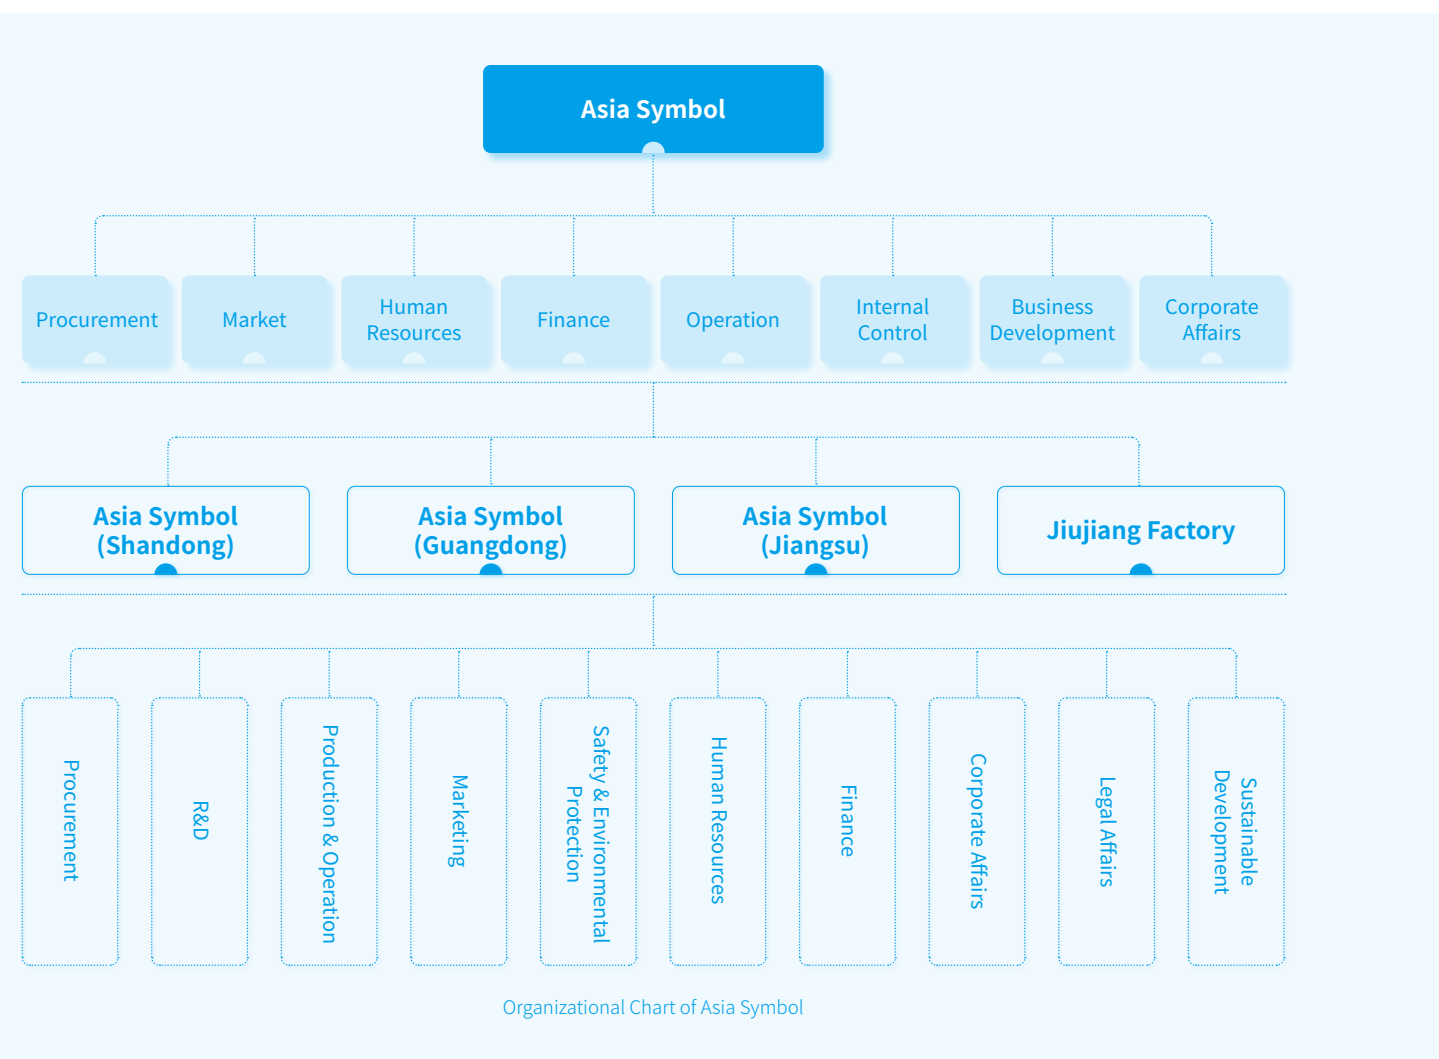 Asia Symbol
Procurement
Market
Human
Resources
Finance
Operation
Internal
Control
Business
Development
Corporate
Affairs
Asia Symbol
(Shandong)
Asia Symbol
(Guangdong)
Asia Symbol
(Jiangsu)
Jiujiang Factory
Procurement
R&D
Production & Operation
Marketing
Safety & Environmental
Protection
Human Resources
Finance
Corporate Affairs
Legal Affairs
Sustainable
Development
Organizational Chart of Asia Symbol